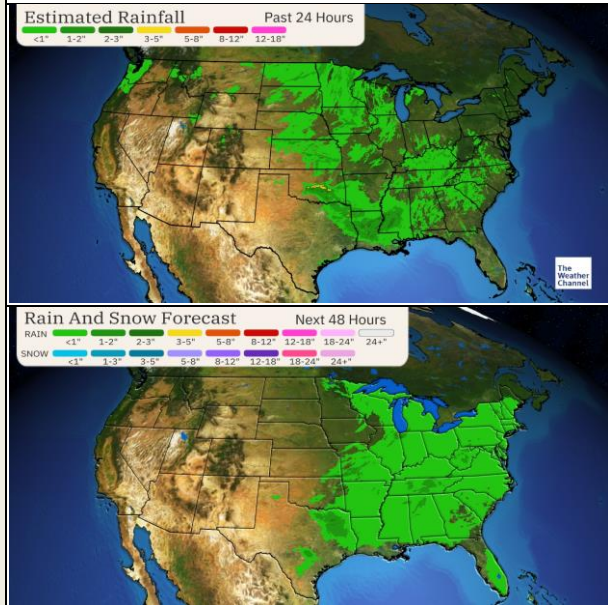 Estimated Rainfall Past 24 Hours
<1" 1-2" 2-3" 3-5" 5-8" 8-12" 12-18"
The
Weather
Channel
Rain And Snow Forecast Next 48 Hours
RAIN
<1" 1-2" 2-3" 3-5" 5-8" 8-12" 12-18" 18-24" 24+"
SNOW
<1" 1-3" 3-5" 5-8" 8-12" 12-18" 18-24" 24+"